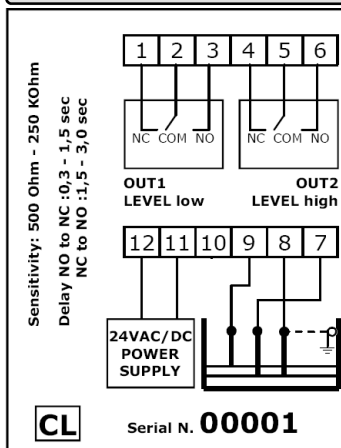 1 2 3 4 5 6
NC COM NO NC COM NO
OUT1 OUT2
LEVEL low LEVEL high
12 11 10 9 8 7
24VAC/DC
POWER
SUPPLY
Sensitivity: 500 Ohm - 250 KOhm
Delay NO to NC :0,3 - 1,5 sec
NC to NO :1,5 - 3,0 sec
CL Serial N. 00001